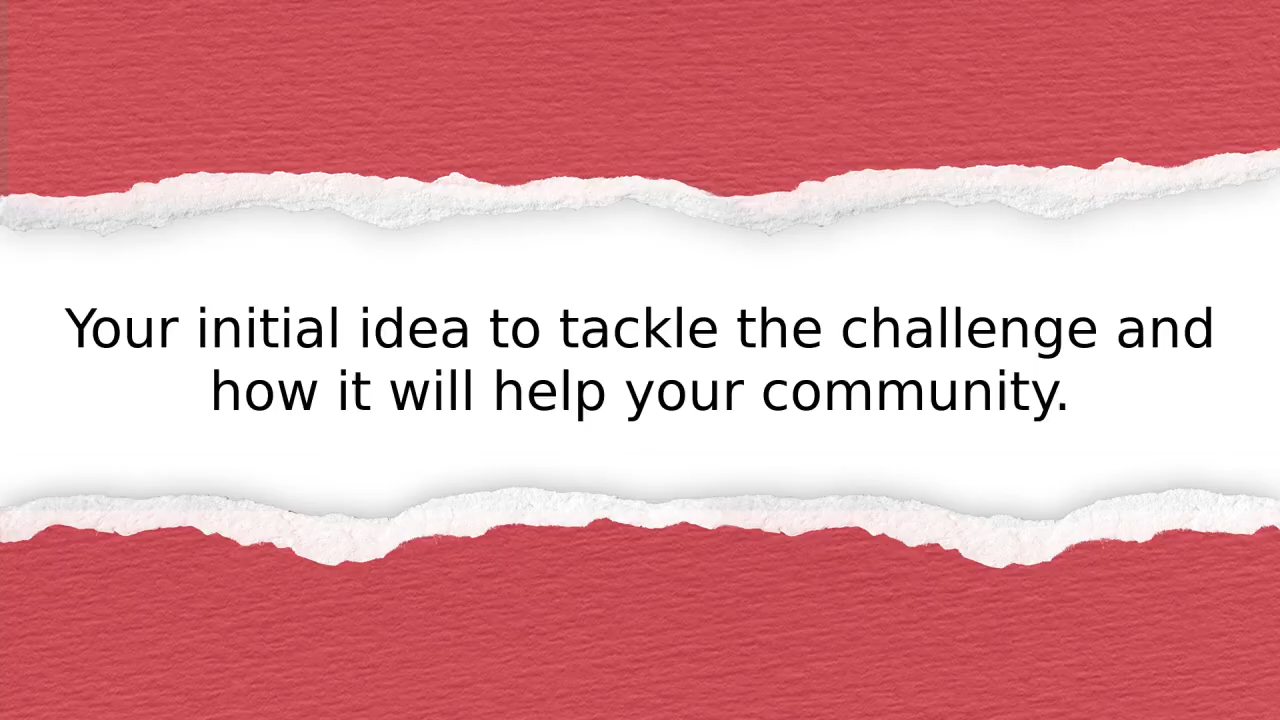 Your initial idea to tackle the challenge and
how it will help your community.